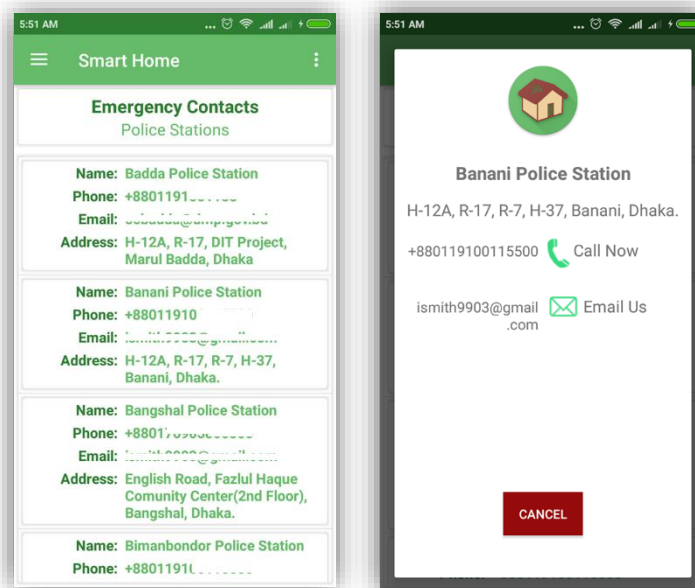 5:51 AM
Smart Home
Emergency Contacts
Police Stations
Name: Badda Police Station
Phone:
Email:
Address: H-12A, R-17, DIT Project,
Marul Badda, Dhaka
Name: Banani Police Station
Phone:
Email:
Address: H-12A, R-17, R-7, H-37,
Banani, Dhaka.
Name: Bangshal Police Station
Phone:
Email:
Address: English Road, Fazlul Haque
Comunity Center(2nd Floor),
Bangshal, Dhaka.
Name: Bimanbondor Police Station
Phone:
5:51 AM
Banani Police Station
H-12A, R-17, R-7, H-37, Banani, Dhaka.
+880119100115500 Call Now
ismith9903@gmail Email Us
.com
CANCEL